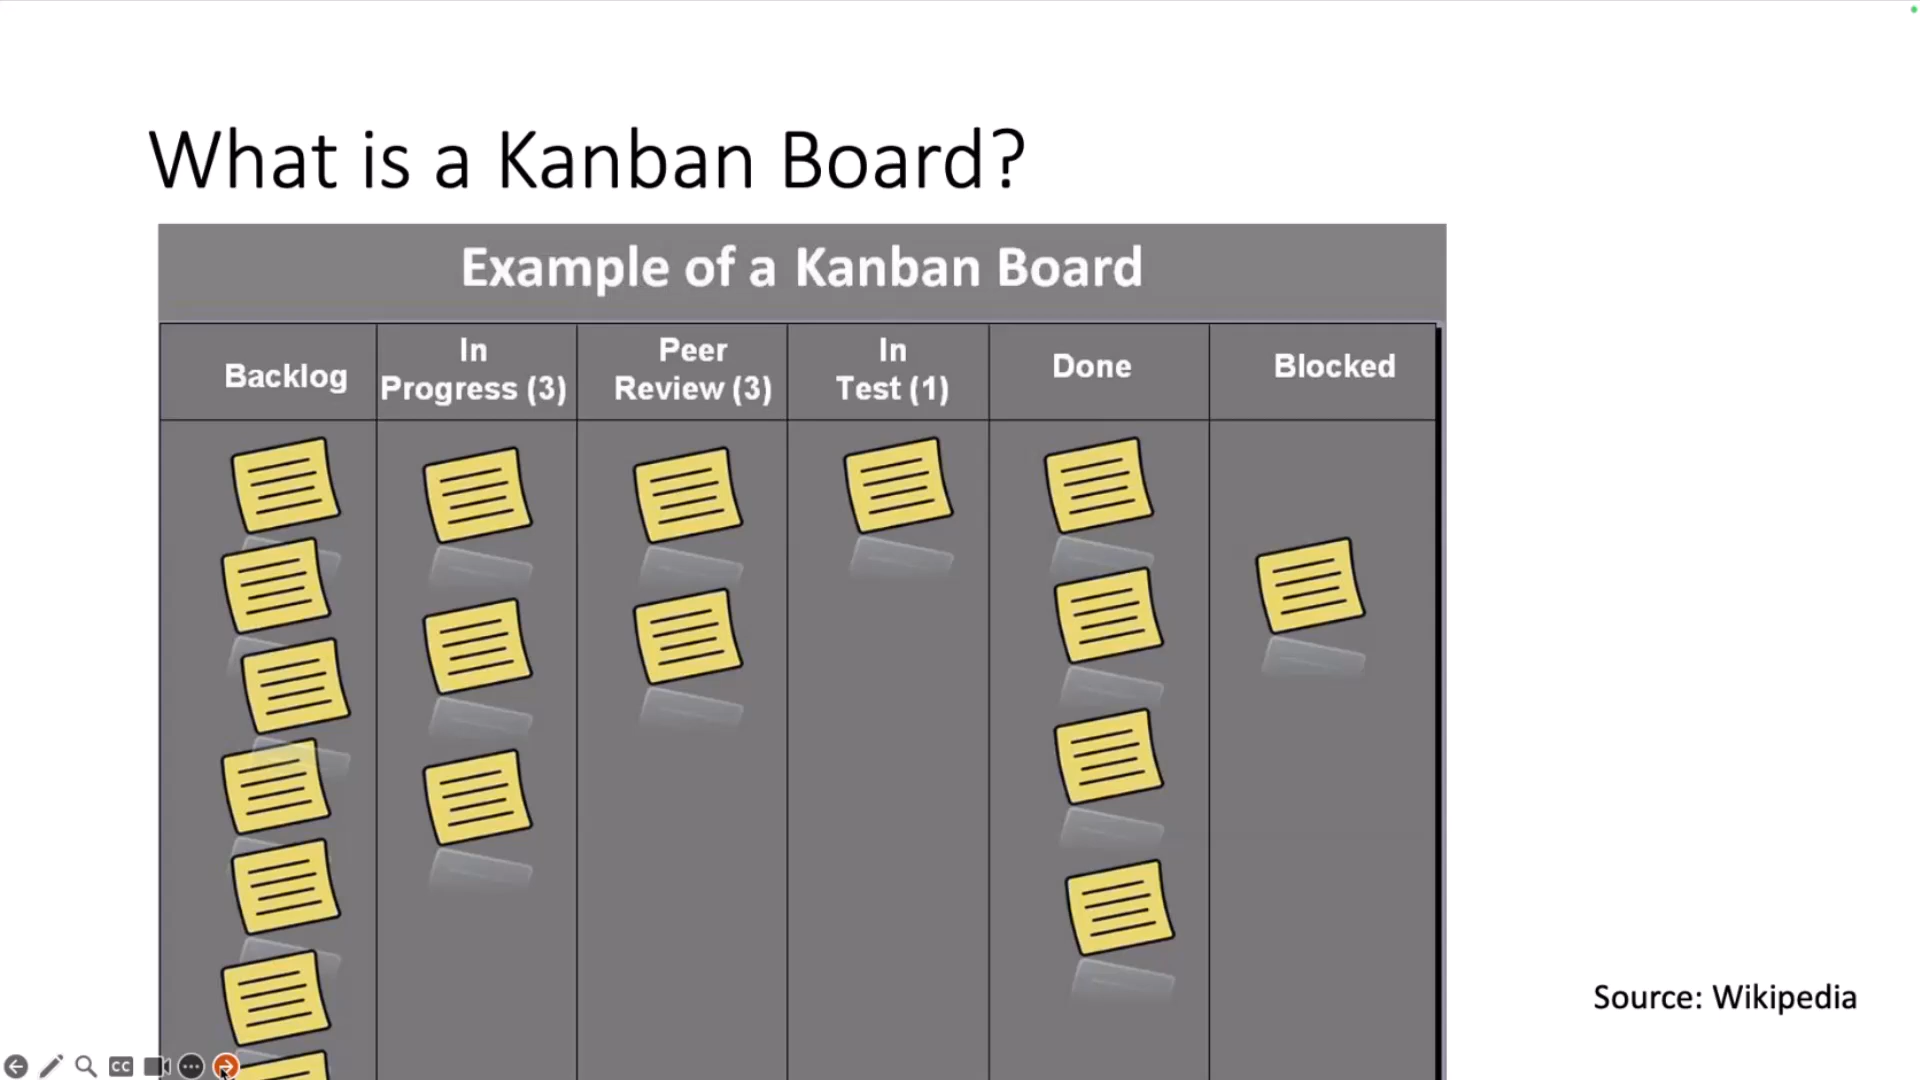 What is a Kanban Board?
Example of a Kanban Board
Backlog
In
Progress (3)
Peer
Review (3)
In
Test (1)
Done
Blocked
Source: Wikipedia
CC